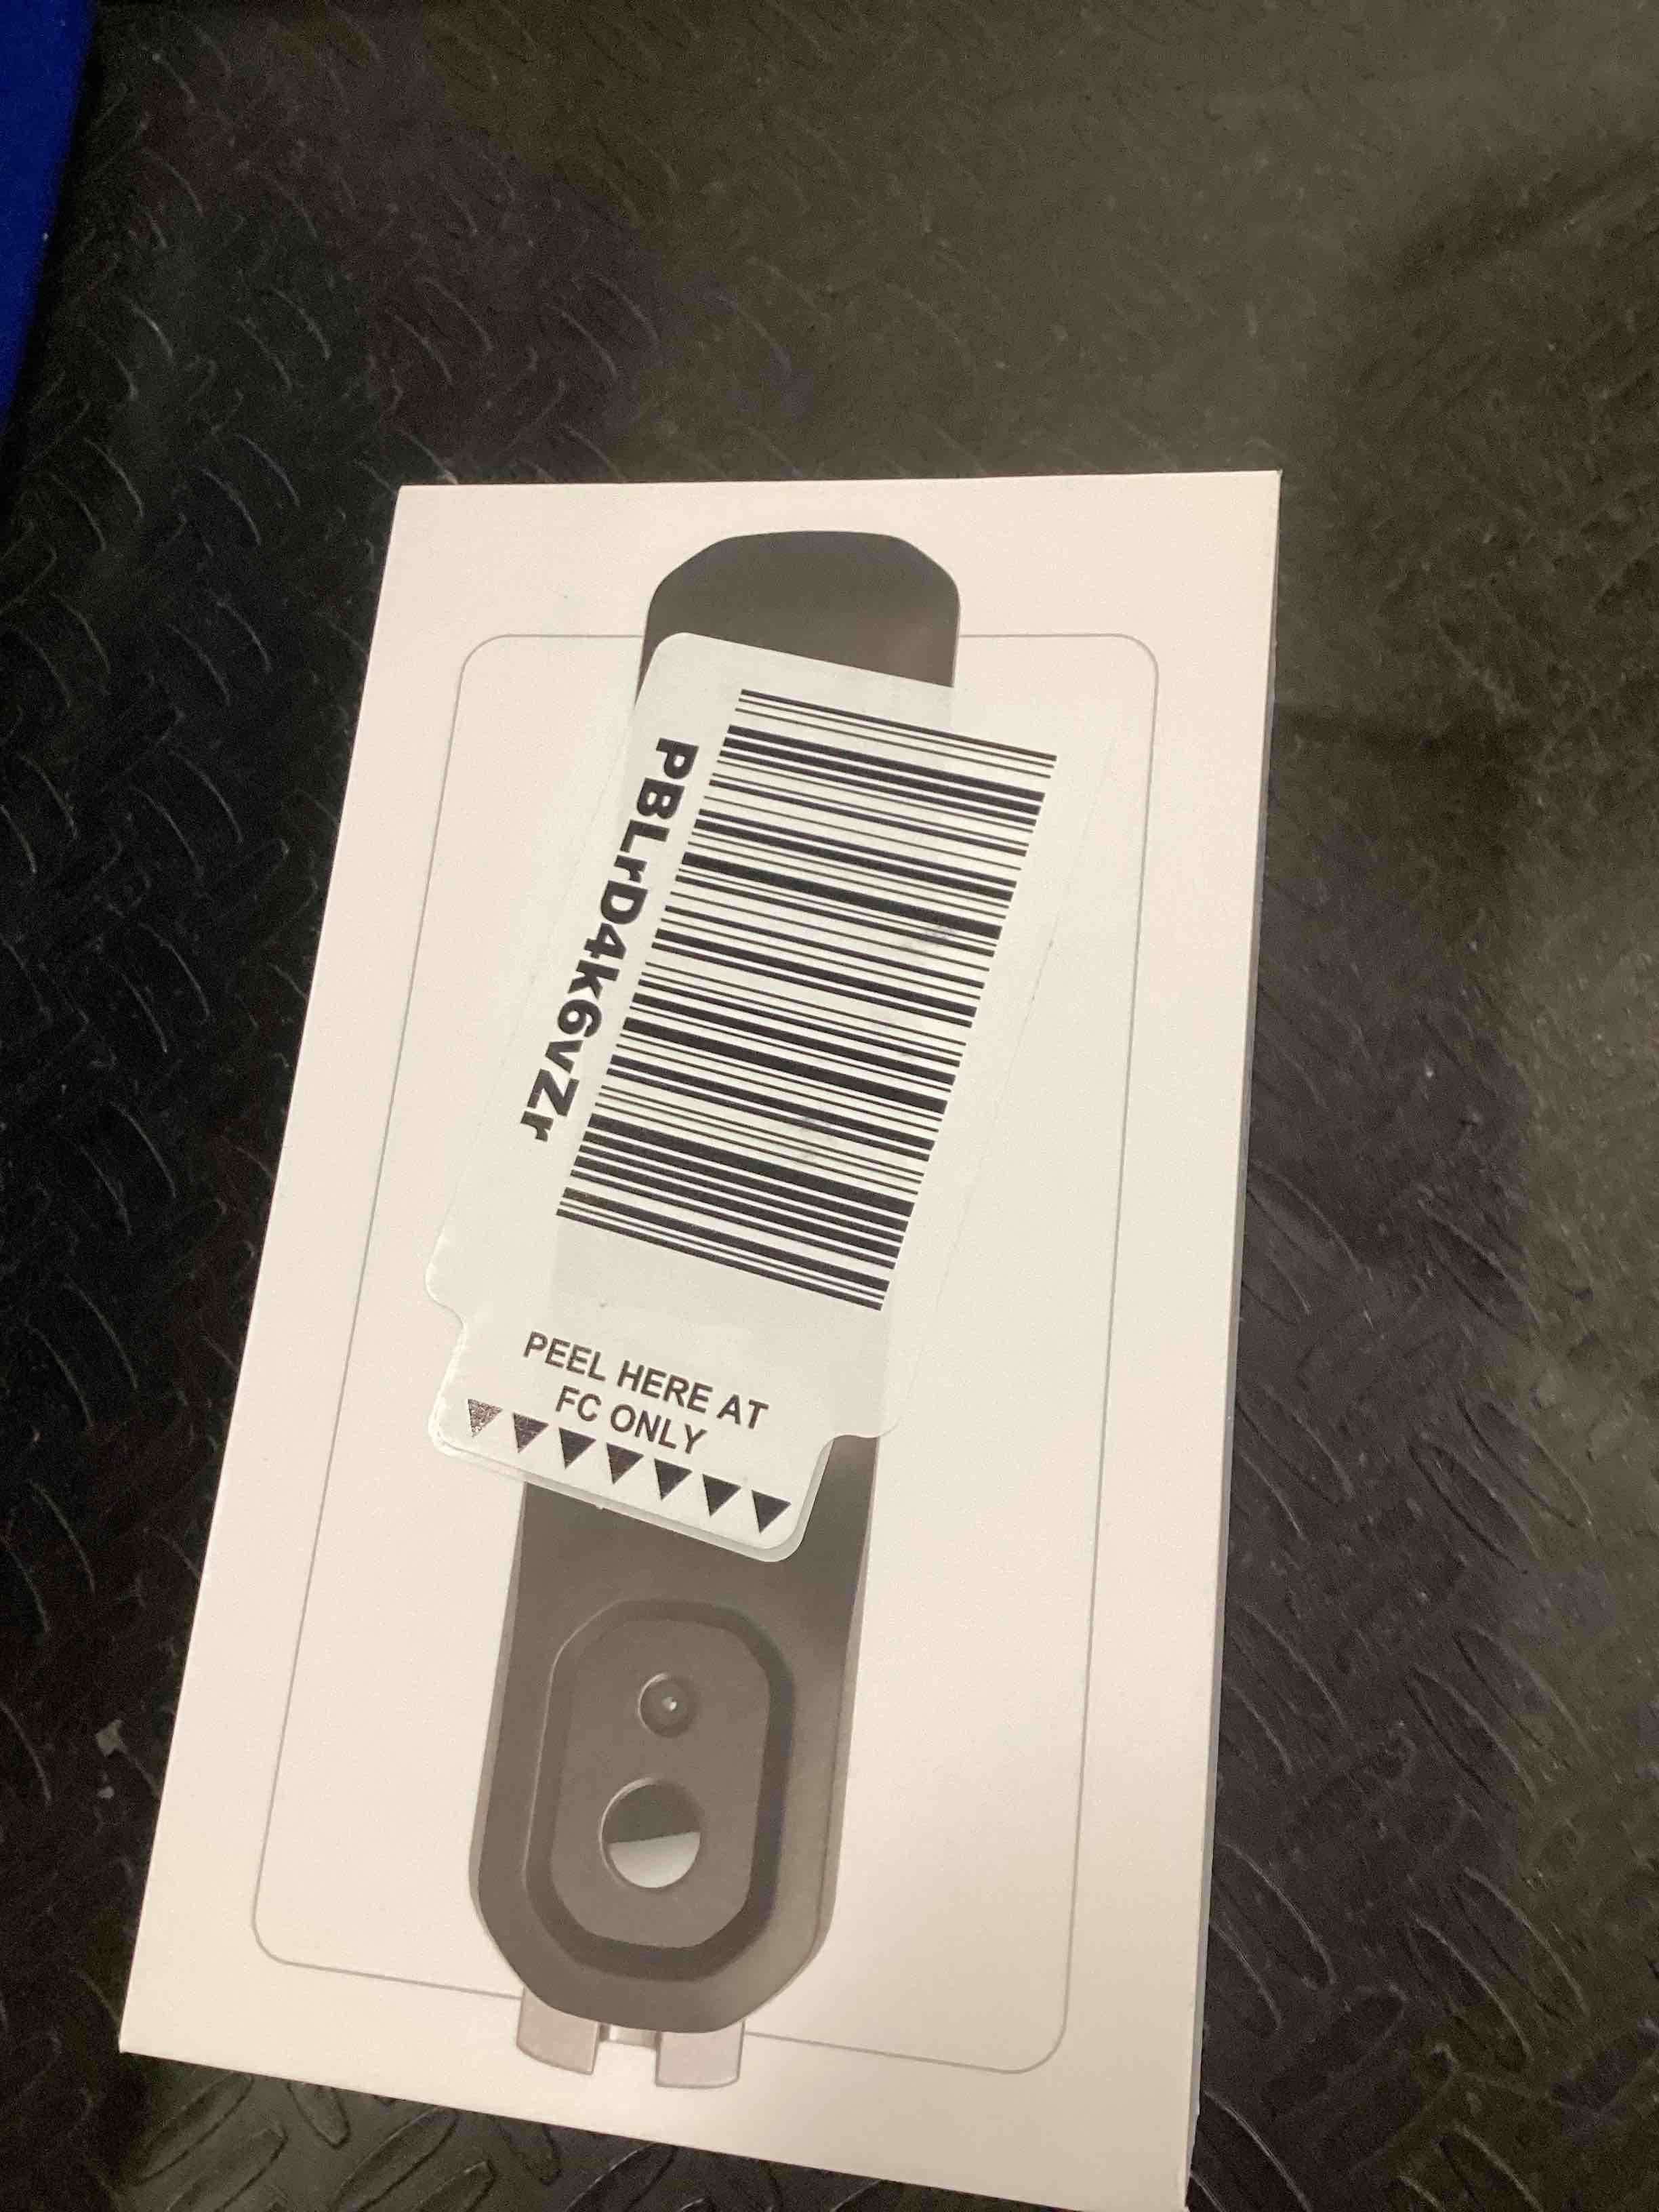 PBLrD4k6vZr
PEEL HERE AT
FC ONLY